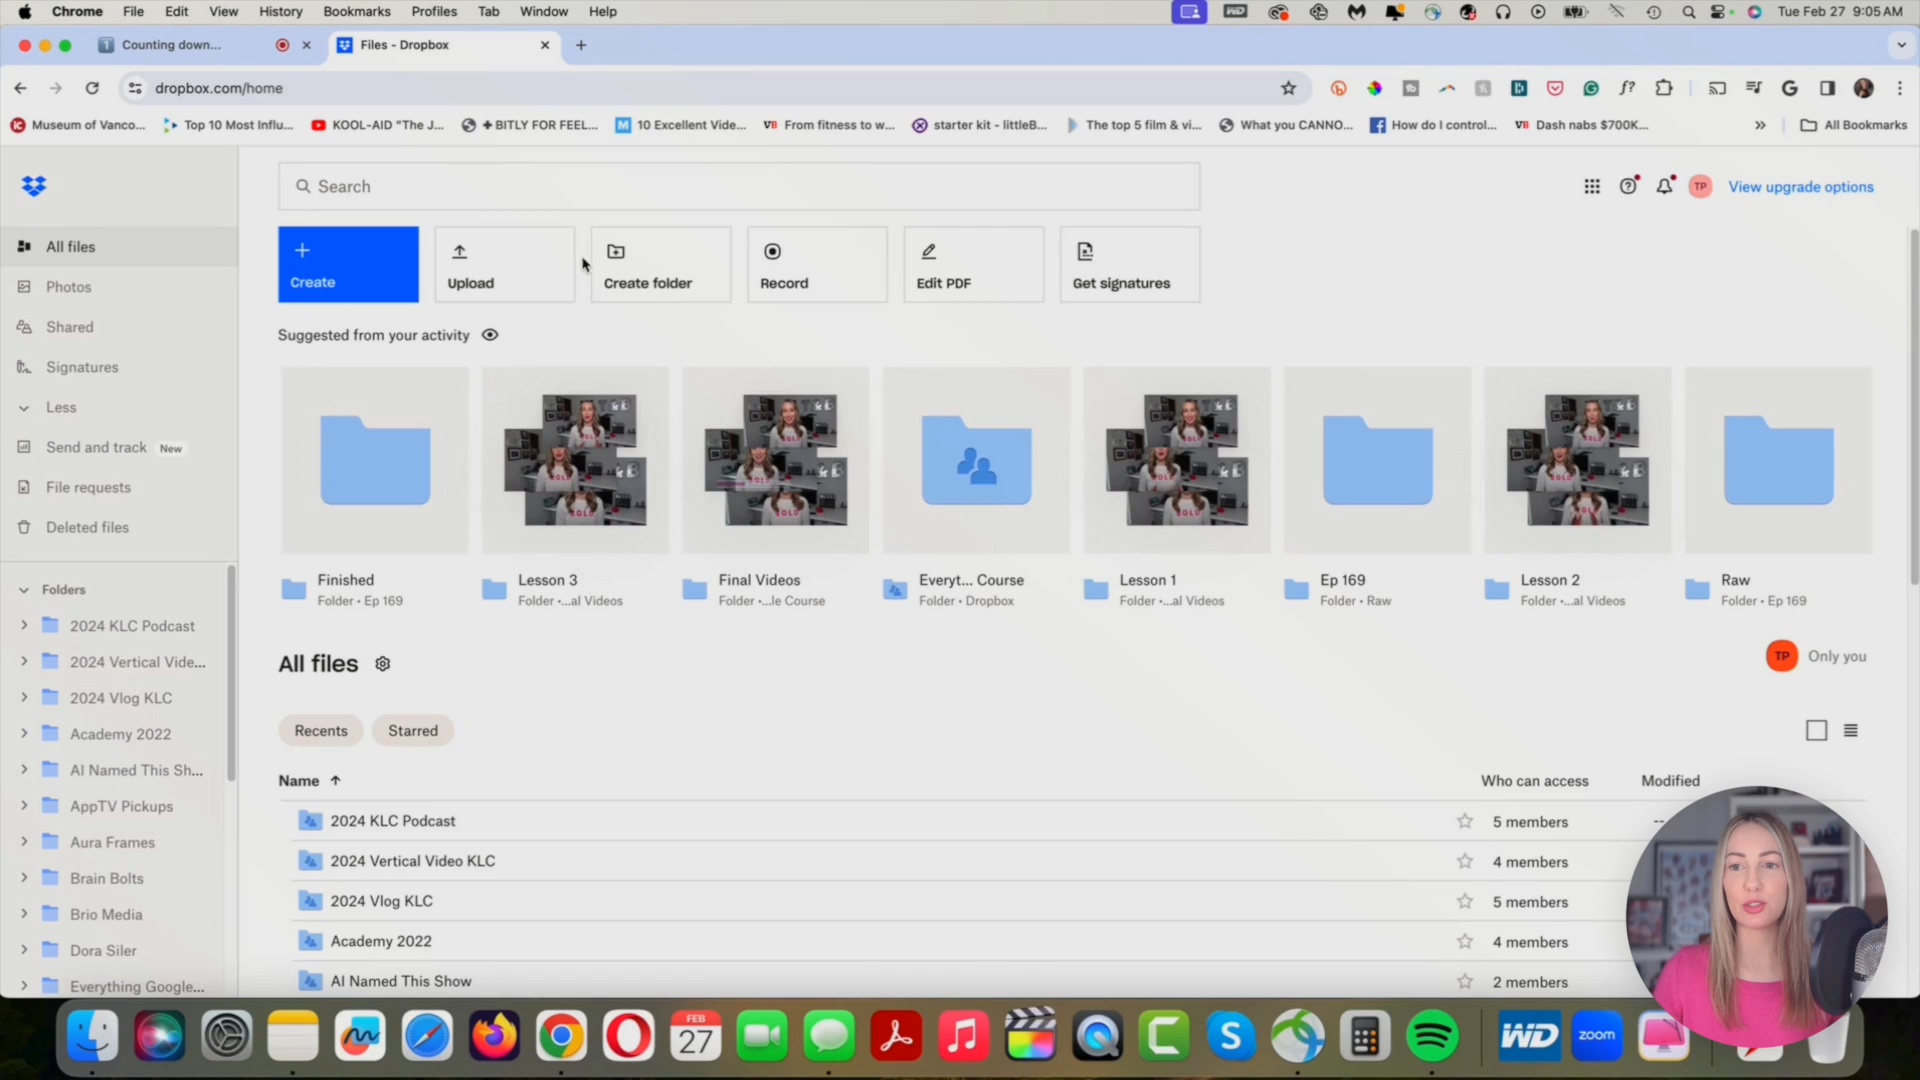 Chrome File Edit View History Bookmarks Profiles Tab Window Help Tue Feb 27 9:05 AM
Counting down... Files - Dropbox
dropbox.com/home
Museum of Vanco... Top 10 Most Influ... KOOL-AID "The J... BITLY FOR FEEL... 10 Excellent Vide... From fitness to w... starter kit - littleB... The top 5 film & vi... What you CANNO... How do I control... Dash nabs $700K... All Bookmarks
Search
TP View upgrade options
All files
Photos
Shared
Signatures
Less
Send and track New
File requests
Deleted files
Folders
2024 KLC Podcast
2024 Vertical Vide...
2024 Vlog KLC
Academy 2022
AI Named This Sh...
AppTV Pickups
Aura Frames
Brain Bolts
Brio Media
Dora Siler
Everything Google...
Create Upload Create folder Record Edit PDF Get signatures
Suggested from your activity
Finished Lesson 3 Final Videos Everyt... Course Lesson 1 Ep 169 Lesson 2 Raw
Folder • Ep 169 Folder •...al Videos Folder •...le Course Folder • Dropbox Folder •...al Videos Folder • Raw Folder •...al Videos Folder • Ep 169
All files
TP Only you
Recents Starred
Name Who can access Modified
2024 KLC Podcast 5 members --
2024 Vertical Video KLC 4 members
2024 Vlog KLC 5 members
Academy 2022 4 members
AI Named This Show 2 members
FEB
27
WD
zoom